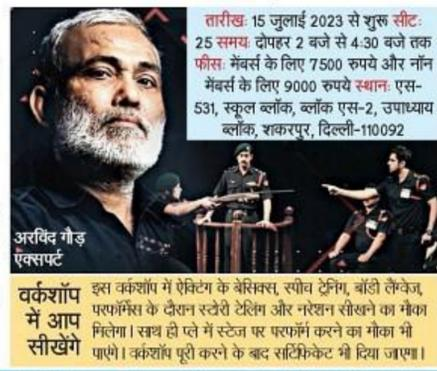 तारीखः 15 जुलाई 2023 से शुरू सीटः
25 समयः दोपहर 2 बजे से 4:30 बजे तक
फीसः मेंबर्स के लिए 7500 रुपये और नॉन
मेंबर्स के लिए 9000 रुपये स्थानः एस-
531, स्कूल ब्लॉक, ब्लॉक एस-2, उपाध्याय
ब्लॉक, शकरपुर, दिल्ली-110092
अरविंद गौड़
एक्सपर्ट
वर्कशॉप
में आप
सीखेंगे
इस वर्कशॉप में ऐक्टिंग के बेसिक्स, स्पीच ट्रेनिंग, बॉडी लैंग्वेज,
परफॉर्मेंस के दौरान स्टोरी टेलिंग और नरेशन सीखने का मौका
मिलेगा। साथ ही प्ले में स्टेज पर परफॉर्म करने का मौका भी
पाएंगे। वर्कशॉप पूरी करने के बाद सर्टिफिकेट भी दिया जाएगा।